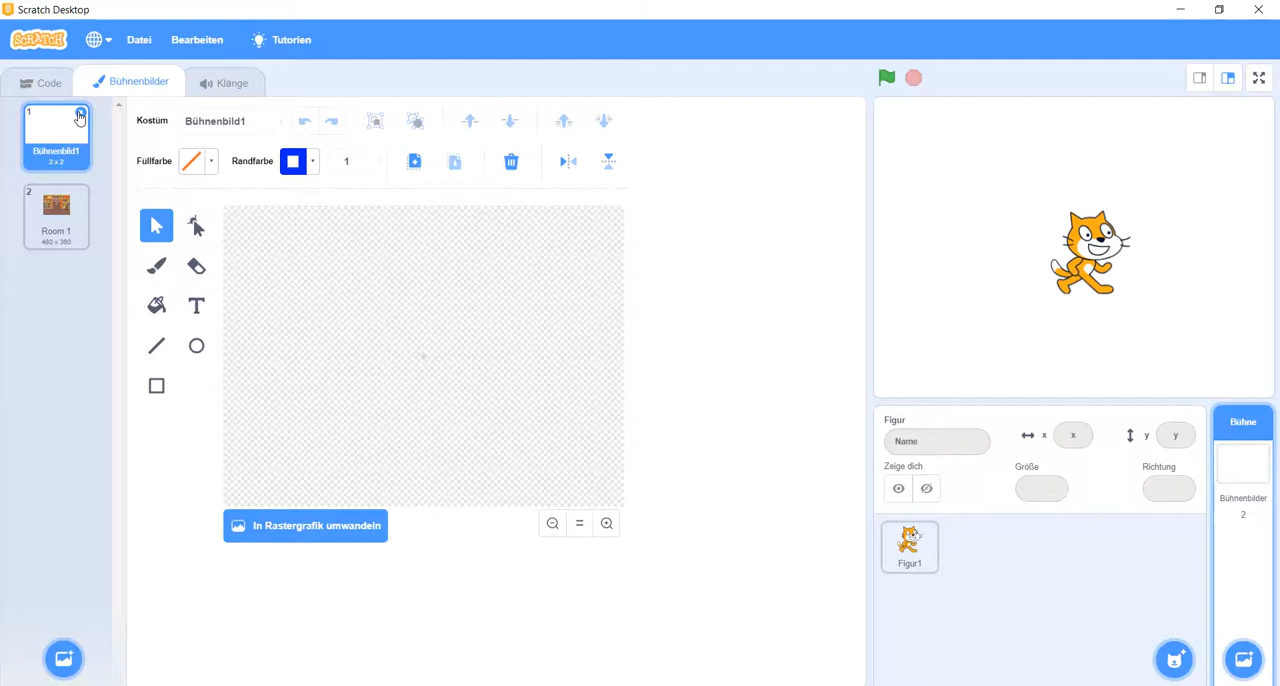 Scratch Desktop
SCRATCH Datei Bearbeiten Tutorien
Code Bühnenbilder Klänge
1
Bühnenbild1
2 x 2
2
Room 1
480 x 360
Kostüm Bühnenbild1
Füllfarbe Randfarbe 1
In Rastergrafik umwandeln
Figur
Name
x x
y y
Zeige dich
Größe
Richtung
Figur1
Bühne
Bühnenbilder
2